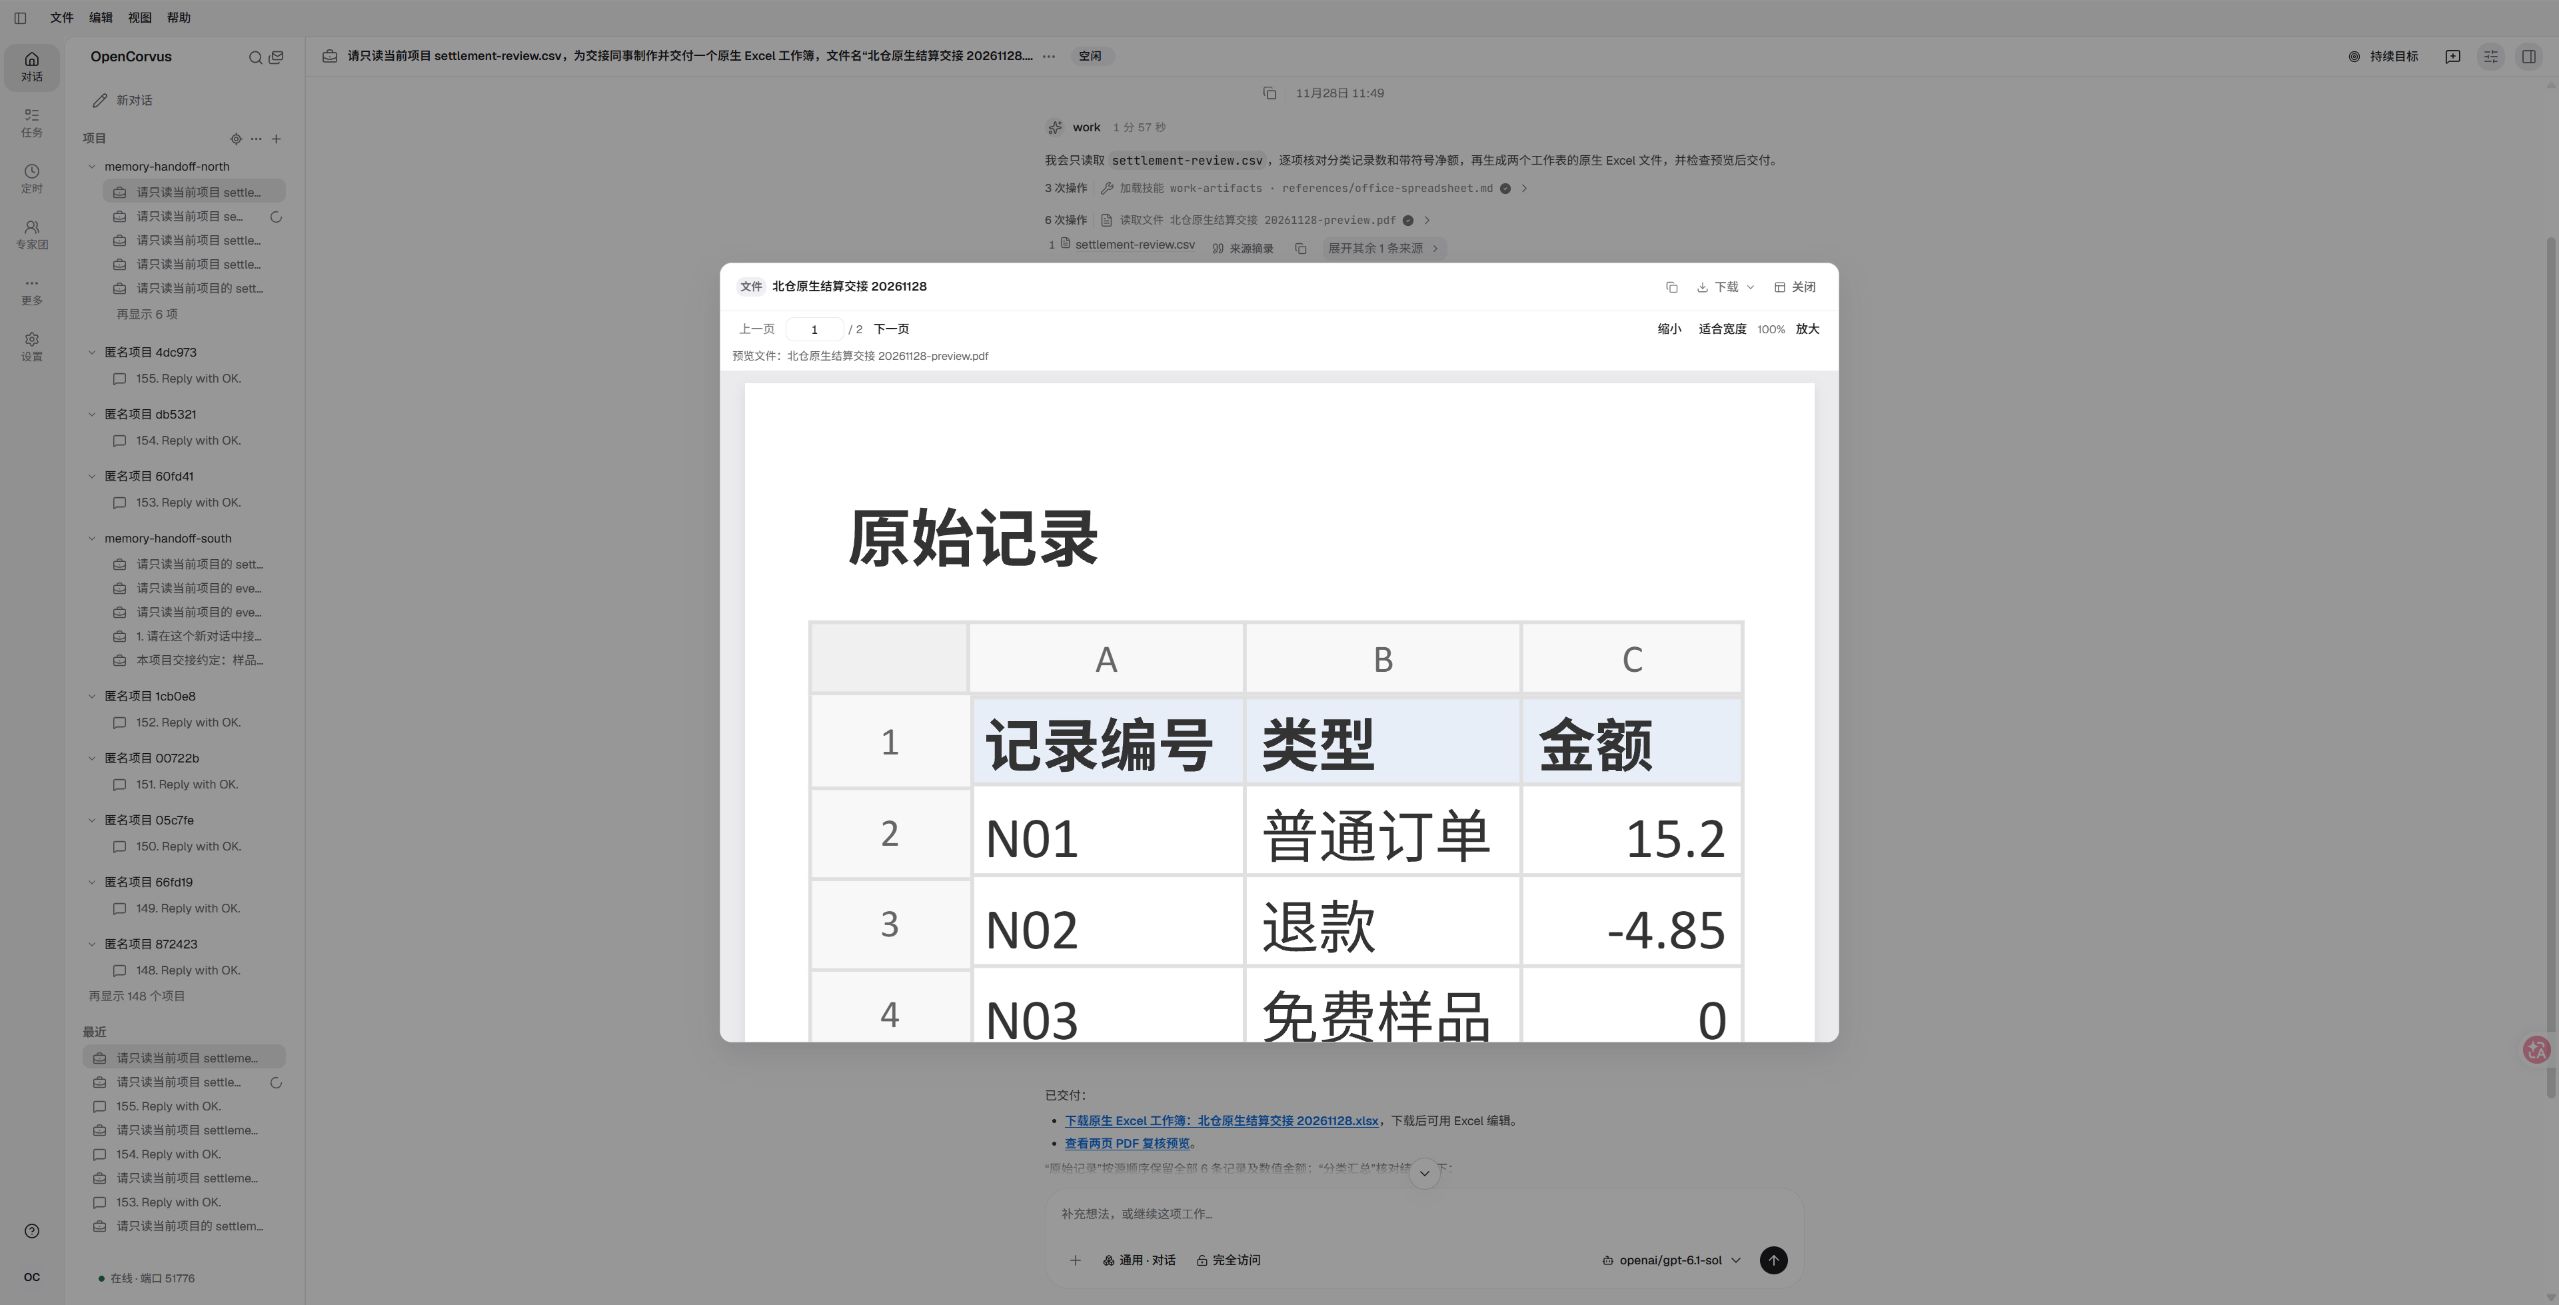 文件 编辑 视图 帮助
对话
任务
定时
专家团
更多
设置
OC
OpenCorvus
新对话
项目
memory-handoff-north
请只读当前项目 settle...
请只读当前项目 se...
请只读当前项目 settle...
请只读当前项目 settle...
请只读当前项目的 sett...
再显示 6 项
匿名项目 4dc973
155. Reply with OK.
匿名项目 db5321
154. Reply with OK.
匿名项目 60fd41
153. Reply with OK.
memory-handoff-south
请只读当前项目的 sett...
请只读当前项目的 eve...
请只读当前项目的 eve...
1. 请在这个新对话中接...
本项目交接约定：样品...
匿名项目 1cb0e8
152. Reply with OK.
匿名项目 00722b
151. Reply with OK.
匿名项目 05c7fe
150. Reply with OK.
匿名项目 66fd19
149. Reply with OK.
匿名项目 872423
148. Reply with OK.
再显示 148 个项目
最近
请只读当前项目 settleme...
请只读当前项目 settle...
155. Reply with OK.
请只读当前项目 settleme...
154. Reply with OK.
请只读当前项目 settleme...
153. Reply with OK.
请只读当前项目的 settlem...
在线 · 端口 51776
请只读当前项目 settlement-review.csv，为交接同事制作并交付一个原生 Excel 工作簿，文件名“北仓原生结算交接 20261128.... ··· 空闲
持续目标
11月28日 11:49
work 1 分 57 秒
我会只读取 settlement-review.csv，逐项核对分类记录数和带符号净额，再生成两个工作表的原生 Excel 文件，并检查预览后交付。
3 次操作 加载技能 work-artifacts · references/office-spreadsheet.md
6 次操作 读取文件 北仓原生结算交接 20261128-preview.pdf
1 settlement-review.csv 来源摘录 展开其余 1 条来源
文件 北仓原生结算交接 20261128 下载 关闭
上一页 1 / 2 下一页 缩小 适合宽度 100% 放大
预览文件：北仓原生结算交接 20261128-preview.pdf
原始记录
A B C
1 记录编号 类型 金额
2 N01 普通订单 15.2
3 N02 退款 -4.85
4 N03 免费样品 0
已交付：
下载原生 Excel 工作簿：北仓原生结算交接 20261128.xlsx，下载后可用 Excel 编辑。
查看两页 PDF 复核预览。
“原始记录”按源顺序保留全部 6 条记录及数值金额；“分类汇总”核对结 下：
补充想法，或继续这项工作...
通用 · 对话 完全访问 openai/gpt-6.1-sol